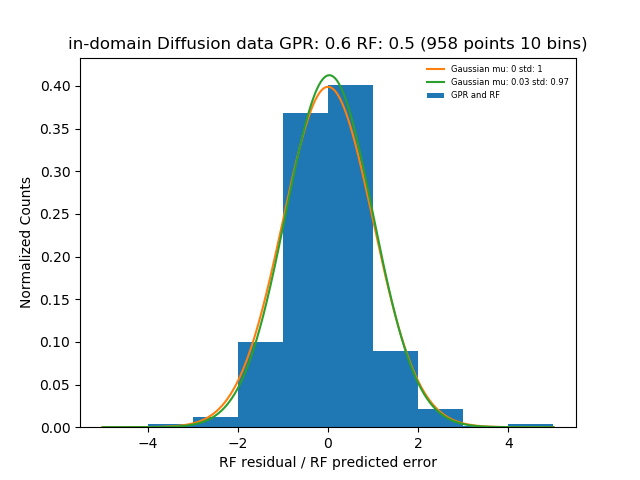 in-domain Diffusion data GPR: 0.6 RF: 0.5 (958 points 10 bins)
Gaussian mu: 0 std: 1
Gaussian mu: 0.03 std: 0.97
GPR and RF
Normalized Counts
0.40
0.35
0.30
0.25
0.20
0.15
0.10
0.05
0.00
−4 −2 0 2 4
RF residual / RF predicted error